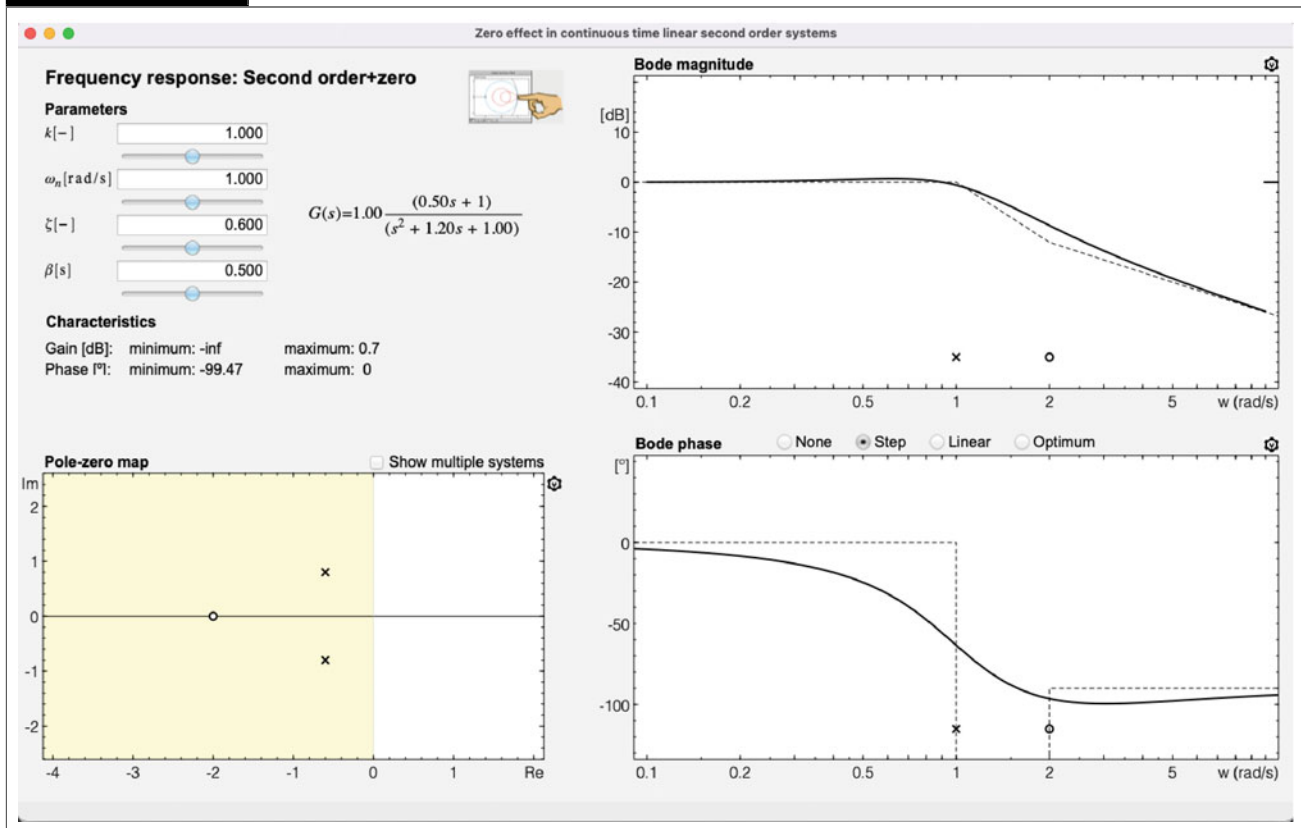 Zero effect in continuous time linear second order systems
Frequency response: Second order+zero
Parameters
k[−] 1.000
ωn[rad/s] 1.000
ζ[−] 0.600
β[s] 0.500
G(s)=1.00 (0.50s + 1)
(s² + 1.20s + 1.00)
Characteristics
Gain [dB]: minimum: -inf maximum: 0.7
Phase [º]: minimum: -99.47 maximum: 0
Bode magnitude
[dB]
10
0
-10
-20
-30
-40
0.1 0.2 0.5 1 2 5 w (rad/s)
Pole-zero map Show multiple systems
Im
2
1
0
-1
-2
-4 -3 -2 -1 0 1 Re
Bode phase None Step Linear Optimum
[º]
0
-50
-100
0.1 0.2 0.5 1 2 5 w (rad/s)